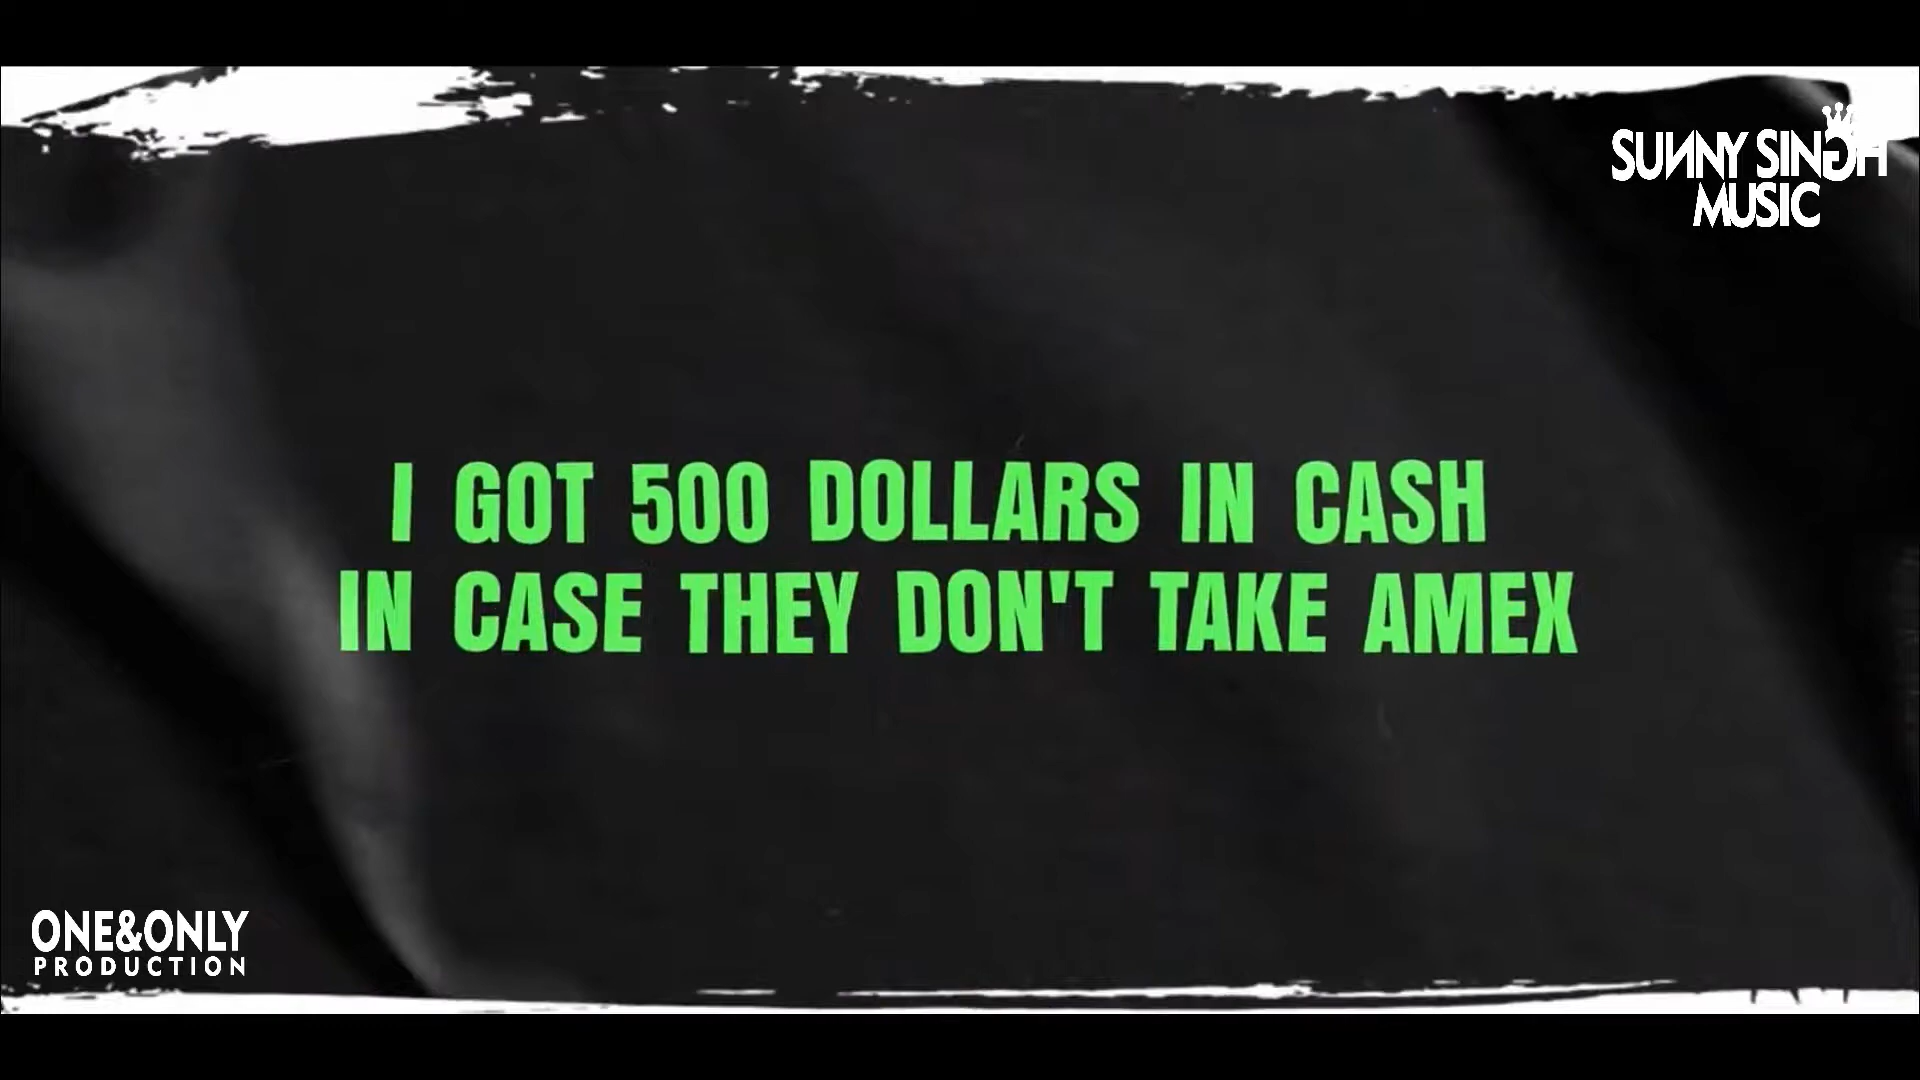 SUNNY SINGH
MUSIC
I GOT 500 DOLLARS IN CASH
IN CASE THEY DON'T TAKE AMEX
ONE&ONLY
PRODUCTION